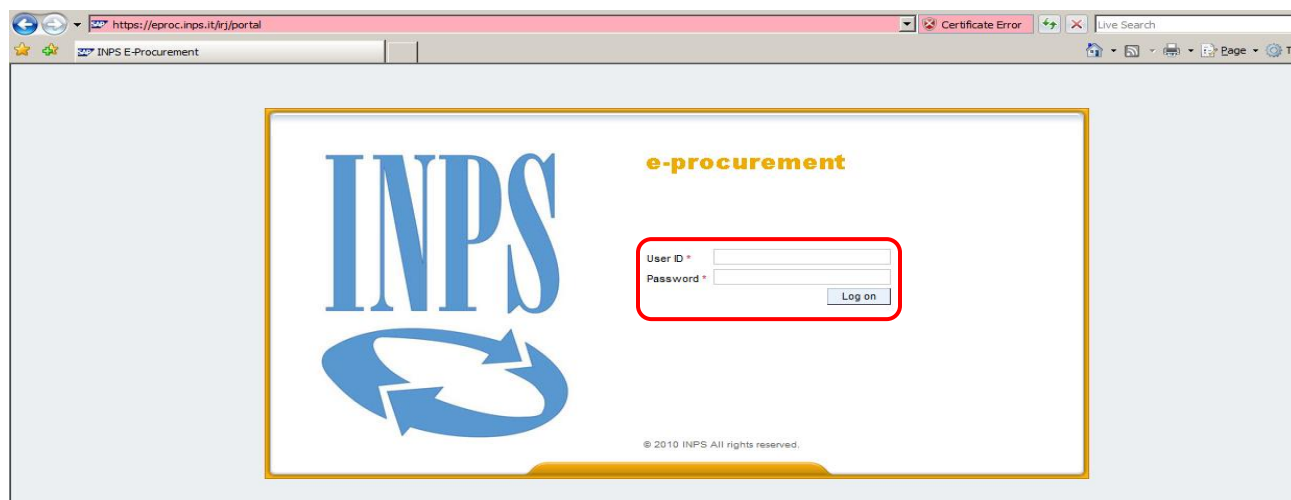 https://eproc.inps.it/irj/portal
Certificate Error
Live Search
INPS E-Procurement
Page
INPS
e-procurement
User ID *
Password *
Log on
© 2010 INPS All rights reserved.